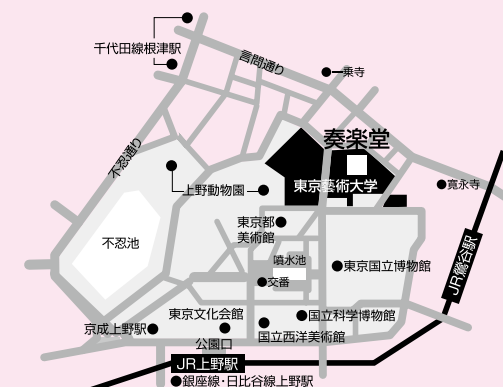 千代田線根津駅
言問通り
一乗寺
不忍通り
奏楽堂
東京藝術大学
寛永寺
上野動物園
東京都
美術館
不忍池
噴水池
東京国立博物館
交番
JR鶯谷駅
東京文化会館
国立科学博物館
京成上野駅
国立西洋美術館
公園口
JR上野駅
銀座線・日比谷線上野駅